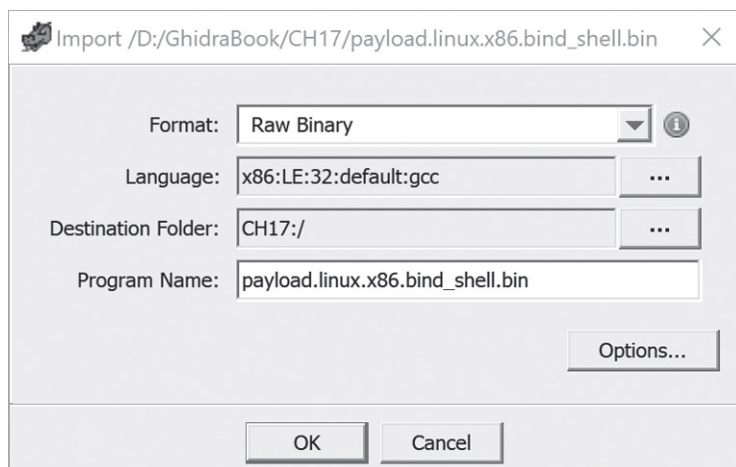 Import /D:/GhidraBook/CH17/payload.linux.x86.bind_shell.bin
Format: Raw Binary
Language: x86:LE:32:default:gcc ...
Destination Folder: CH17:/ ...
Program Name: payload.linux.x86.bind_shell.bin
Options...
OK Cancel